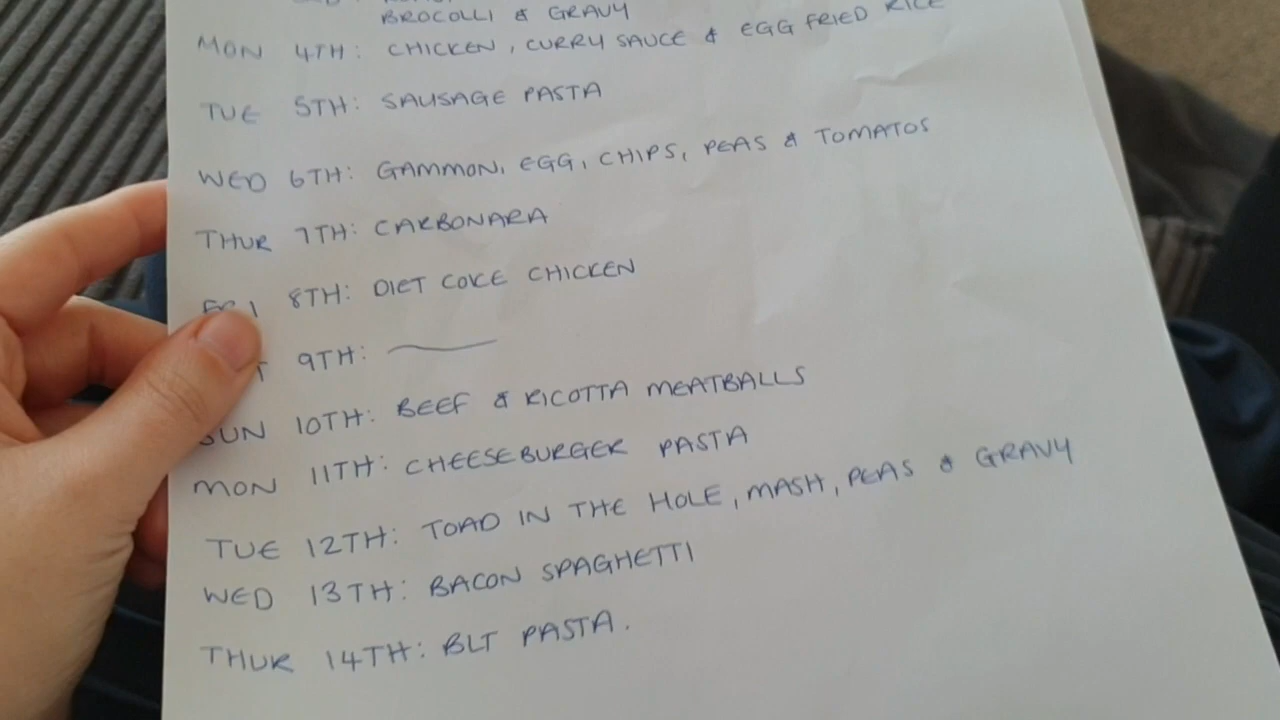 BROCOLLI & GRAVY
MON 4TH: CHICKEN, CURRY SAUCE & EGG FRIED RICE
TUE 5TH: SAUSAGE PASTA
WED 6TH: GAMMON, EGG, CHIPS, PEAS & TOMATOS
THUR 7TH: CARBONARA
FRI 8TH: DIET COKE CHICKEN
9TH: —
SUN 10TH: BEEF & RICOTTA MEATBALLS
MON 11TH: CHEESEBURGER PASTA
TUE 12TH: TOAD IN THE HOLE, MASH, PEAS & GRAVY
WED 13TH: BACON SPAGHETTI
THUR 14TH: BLT PASTA.